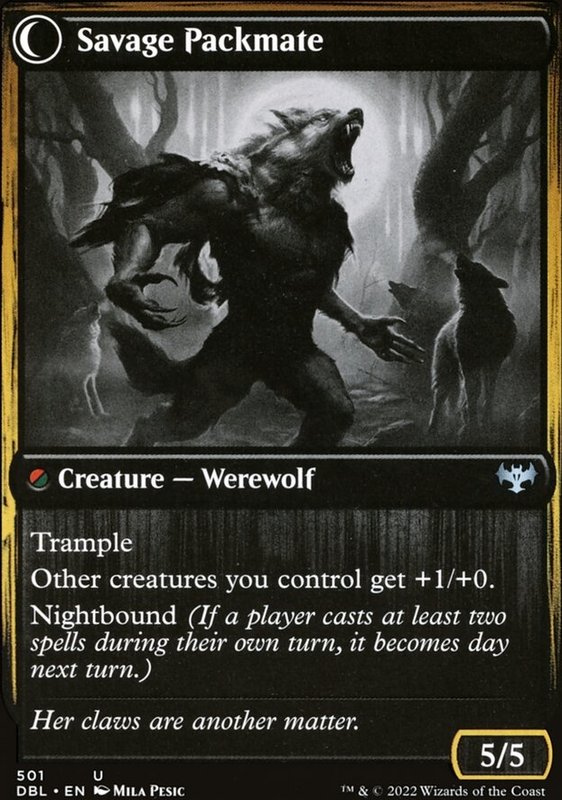 Savage Packmate
Creature — Werewolf
Trample
Other creatures you control get +1/+0.
Nightbound (If a player casts at least two
spells during their own turn, it becomes day
next turn.)
Her claws are another matter.
5/5
501 U
DBL • EN Mila Pesic
™ & © 2022 Wizards of the Coast